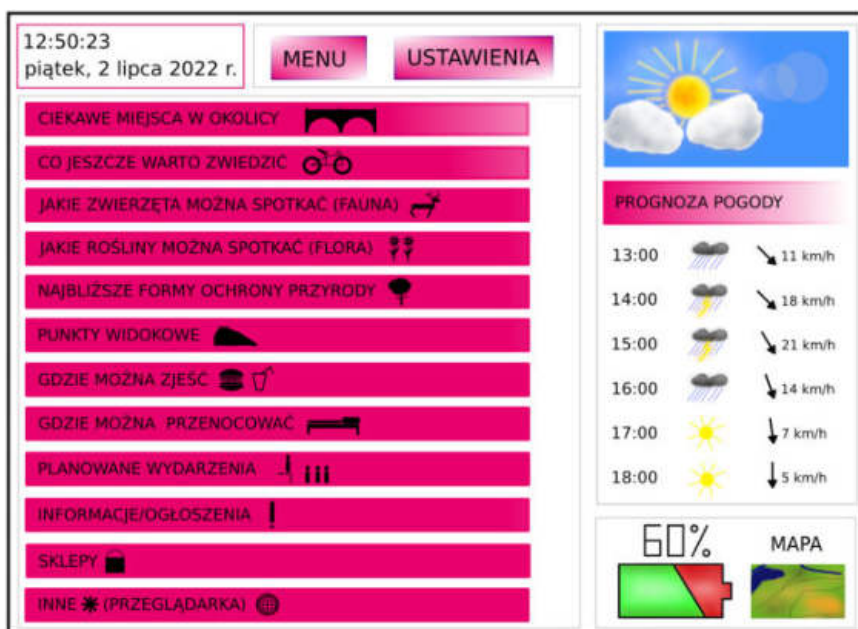 12:50:23
piątek, 2 lipca 2022 r.
MENU
USTAWIENIA
CIEKAWE MIEJSCA W OKOLICY
CO JESZCZE WARTO ZWIEDZIĆ
JAKIE ZWIERZĘTA MOŻNA SPOTKAĆ (FAUNA)
JAKIE ROŚLINY MOŻNA SPOTKAĆ (FLORA)
NAJBLIŻSZE FORMY OCHRONY PRZYRODY
PUNKTY WIDOKOWE
GDZIE MOŻNA ZJEŚĆ
GDZIE MOŻNA PRZENOCOWAĆ
PLANOWANE WYDARZENIA
INFORMACJE/OGŁOSZENIA
SKLEPY
INNE (PRZEGLĄDARKA)
PROGNOZA POGODY
13:00 11 km/h
14:00 18 km/h
15:00 21 km/h
16:00 14 km/h
17:00 7 km/h
18:00 5 km/h
60%
MAPA